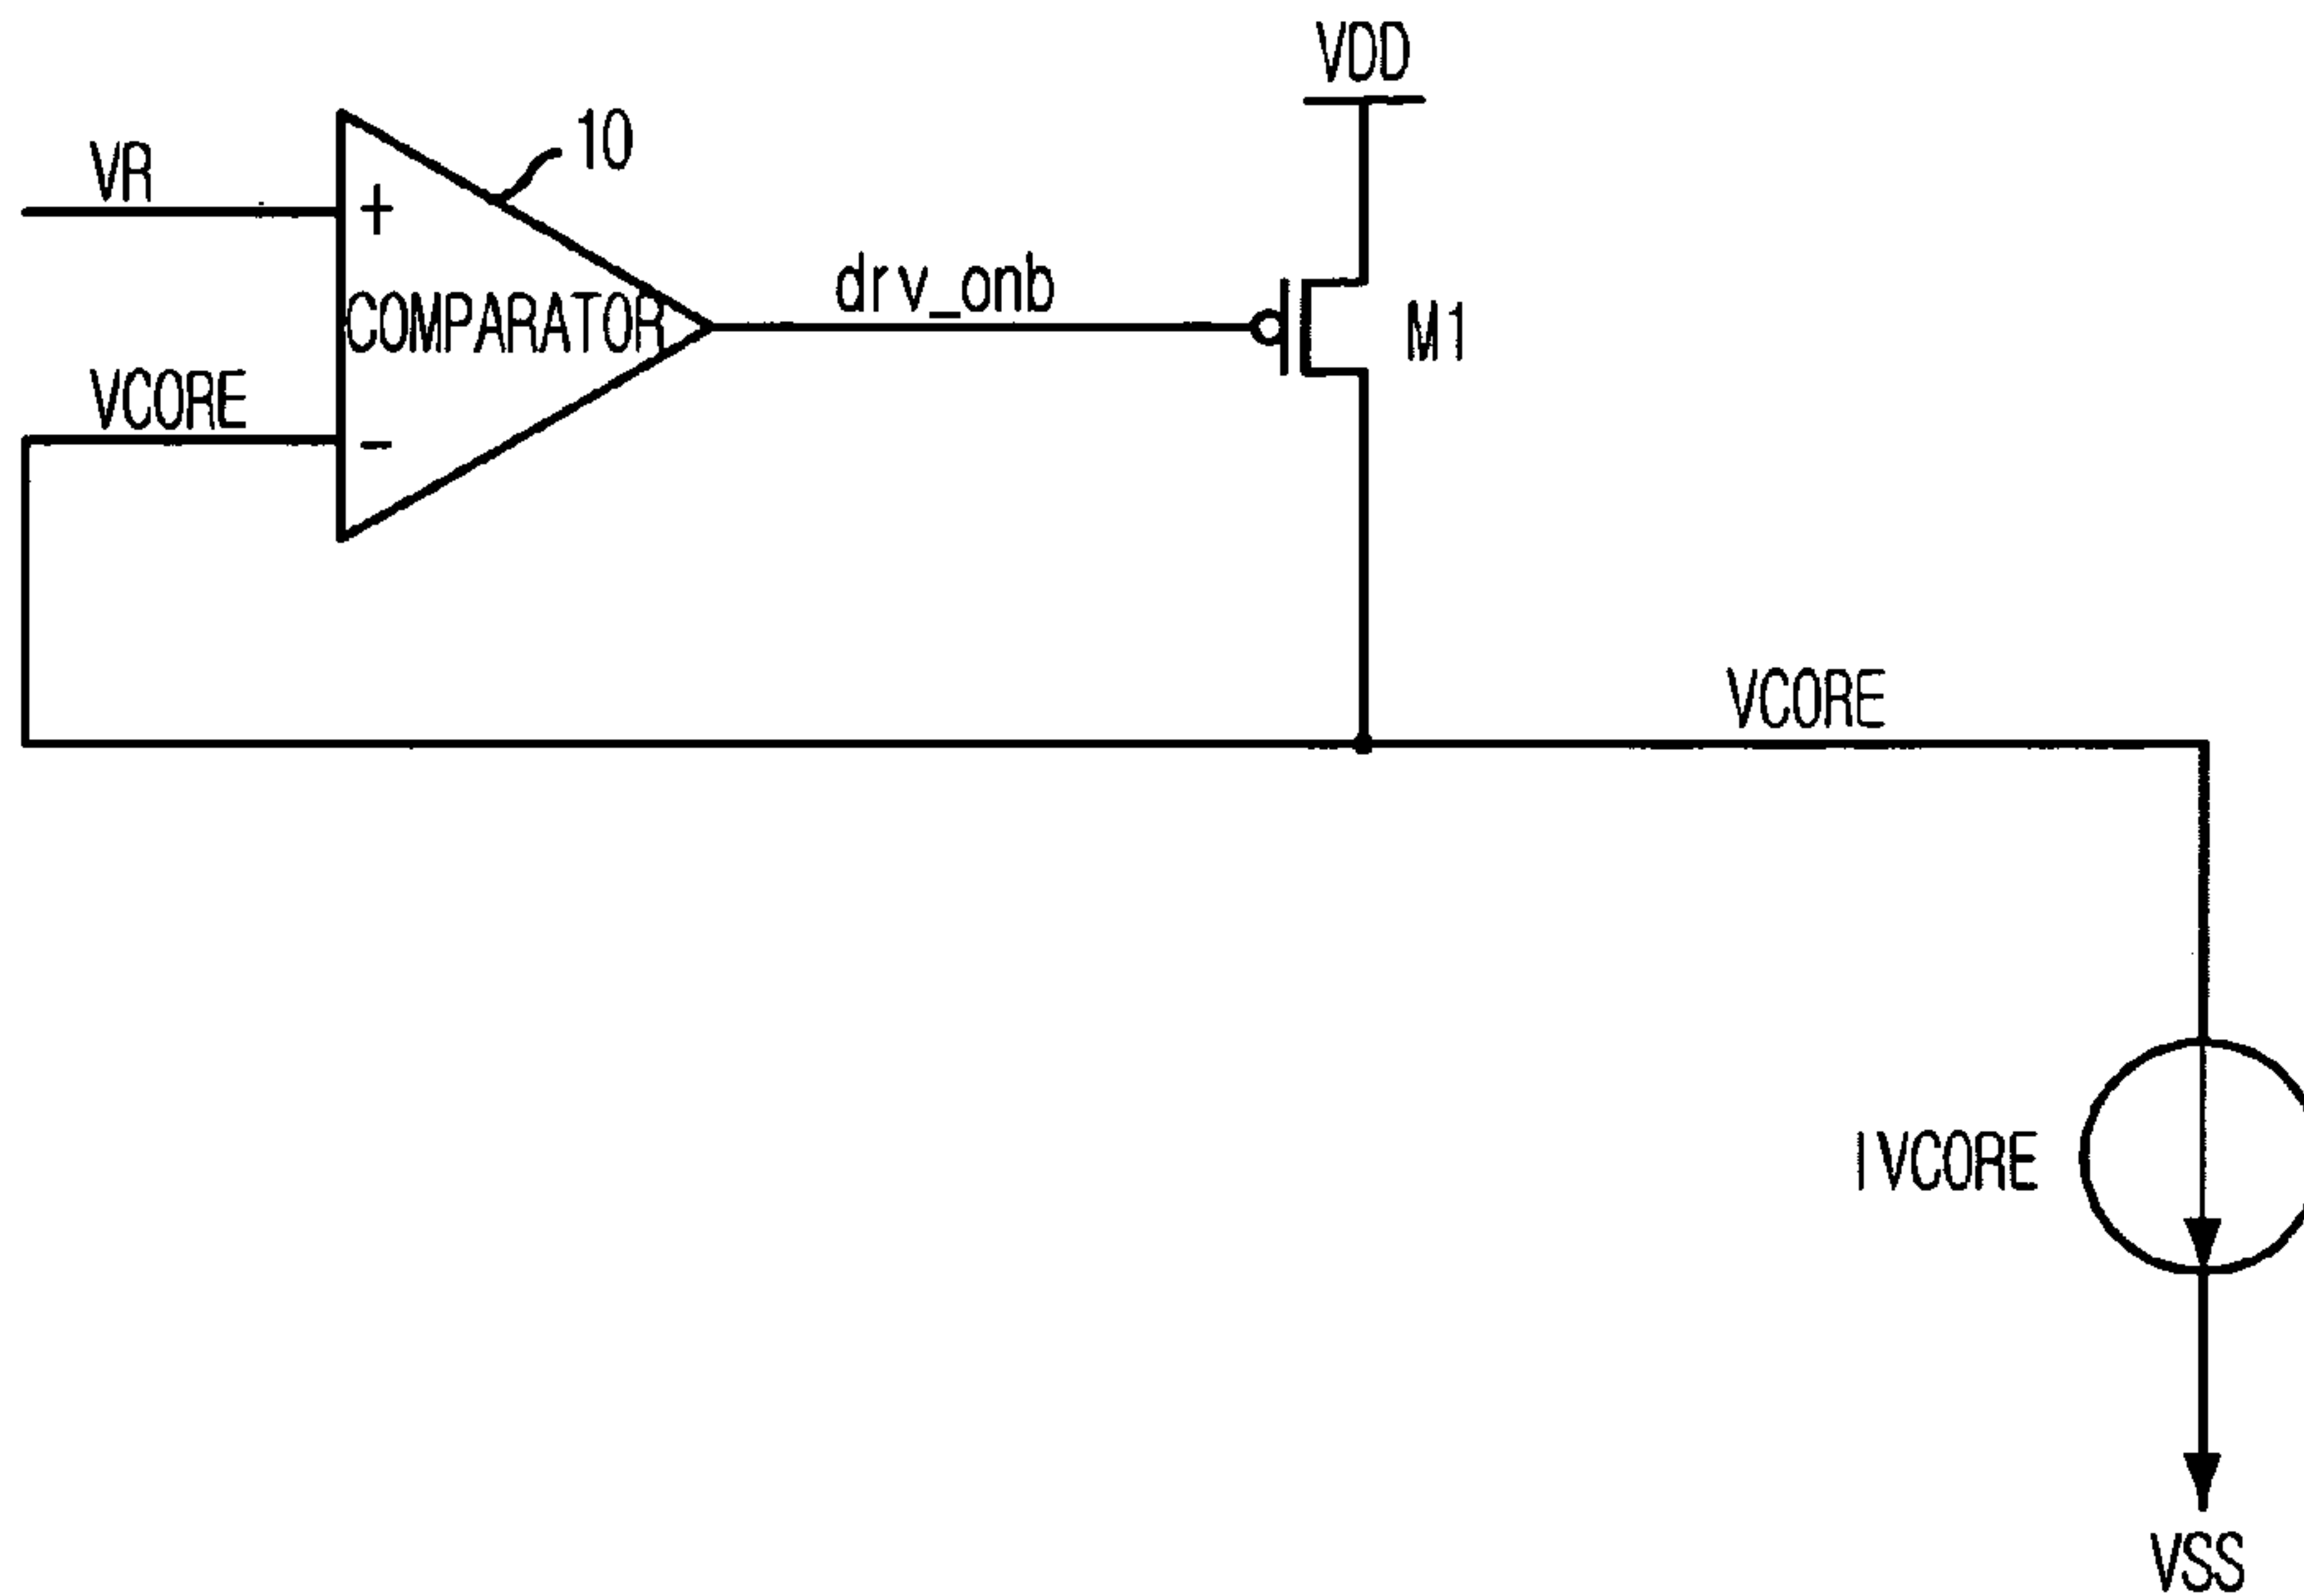 VDD
10
VR
+
COMPARATOR
drv_onb
M1
VCORE
-
VCORE
IVCORE
VSS